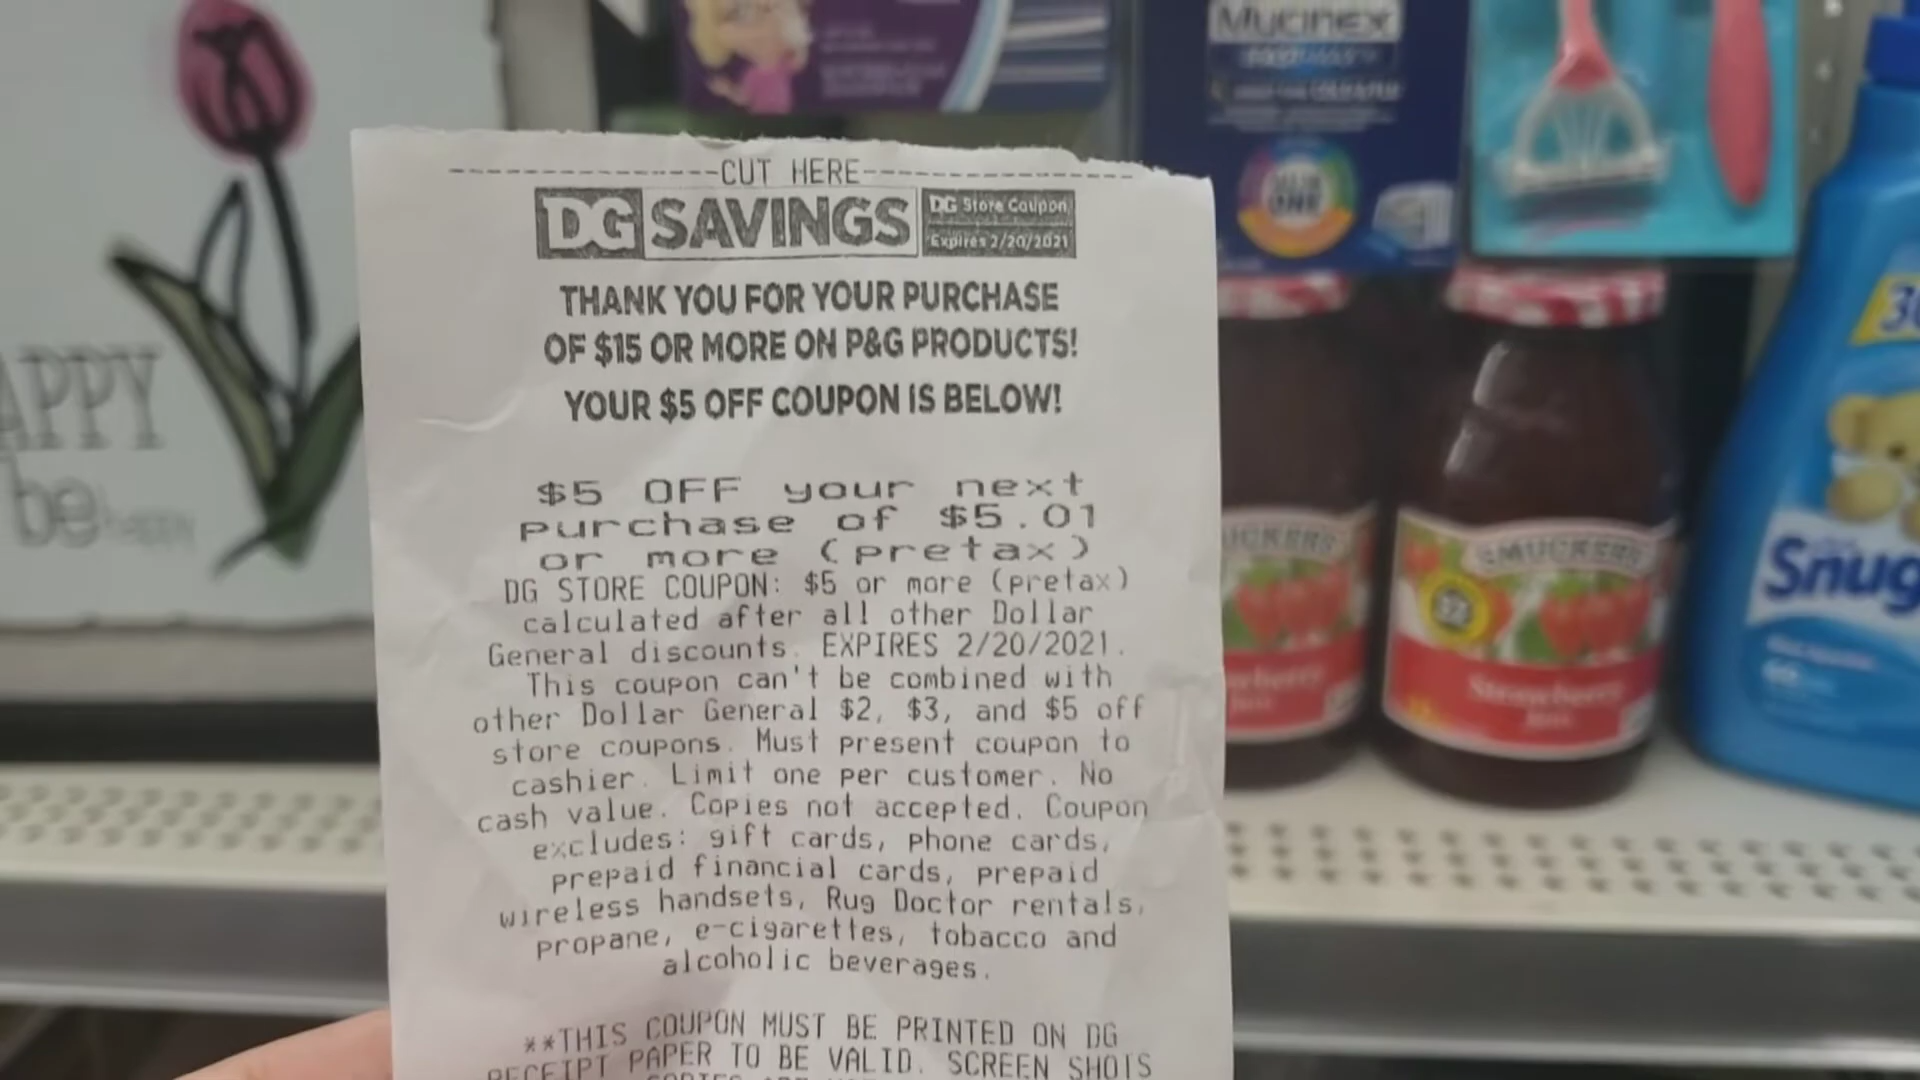 ---------------CUT HERE---------------
DG SAVINGS
DG Store Coupon
Expires 2/20/2021
THANK YOU FOR YOUR PURCHASE
OF $15 OR MORE ON P&G PRODUCTS!
YOUR $5 OFF COUPON IS BELOW!
$5 OFF your next
purchase of $5.01
or more (pretax)
DG STORE COUPON: $5 or more (pretax)
calculated after all other Dollar
General discounts. EXPIRES 2/20/2021.
This coupon can't be combined with
other Dollar General $2, $3, and $5 off
store coupons. Must present coupon to
cashier. Limit one per customer. No
cash value. Copies not accepted. Coupon
excludes: gift cards, phone cards,
prepaid financial cards, prepaid
wireless handsets, Rug Doctor rentals,
propane, e-cigarettes, tobacco and
alcoholic beverages.
**THIS COUPON MUST BE PRINTED ON DG
RECEIPT PAPER TO BE VALID. SCREEN SHOTS
APPY
be
Mucinex
ALL IN ONE
UCKERS
SMUCKERS
Strawberry
Snug